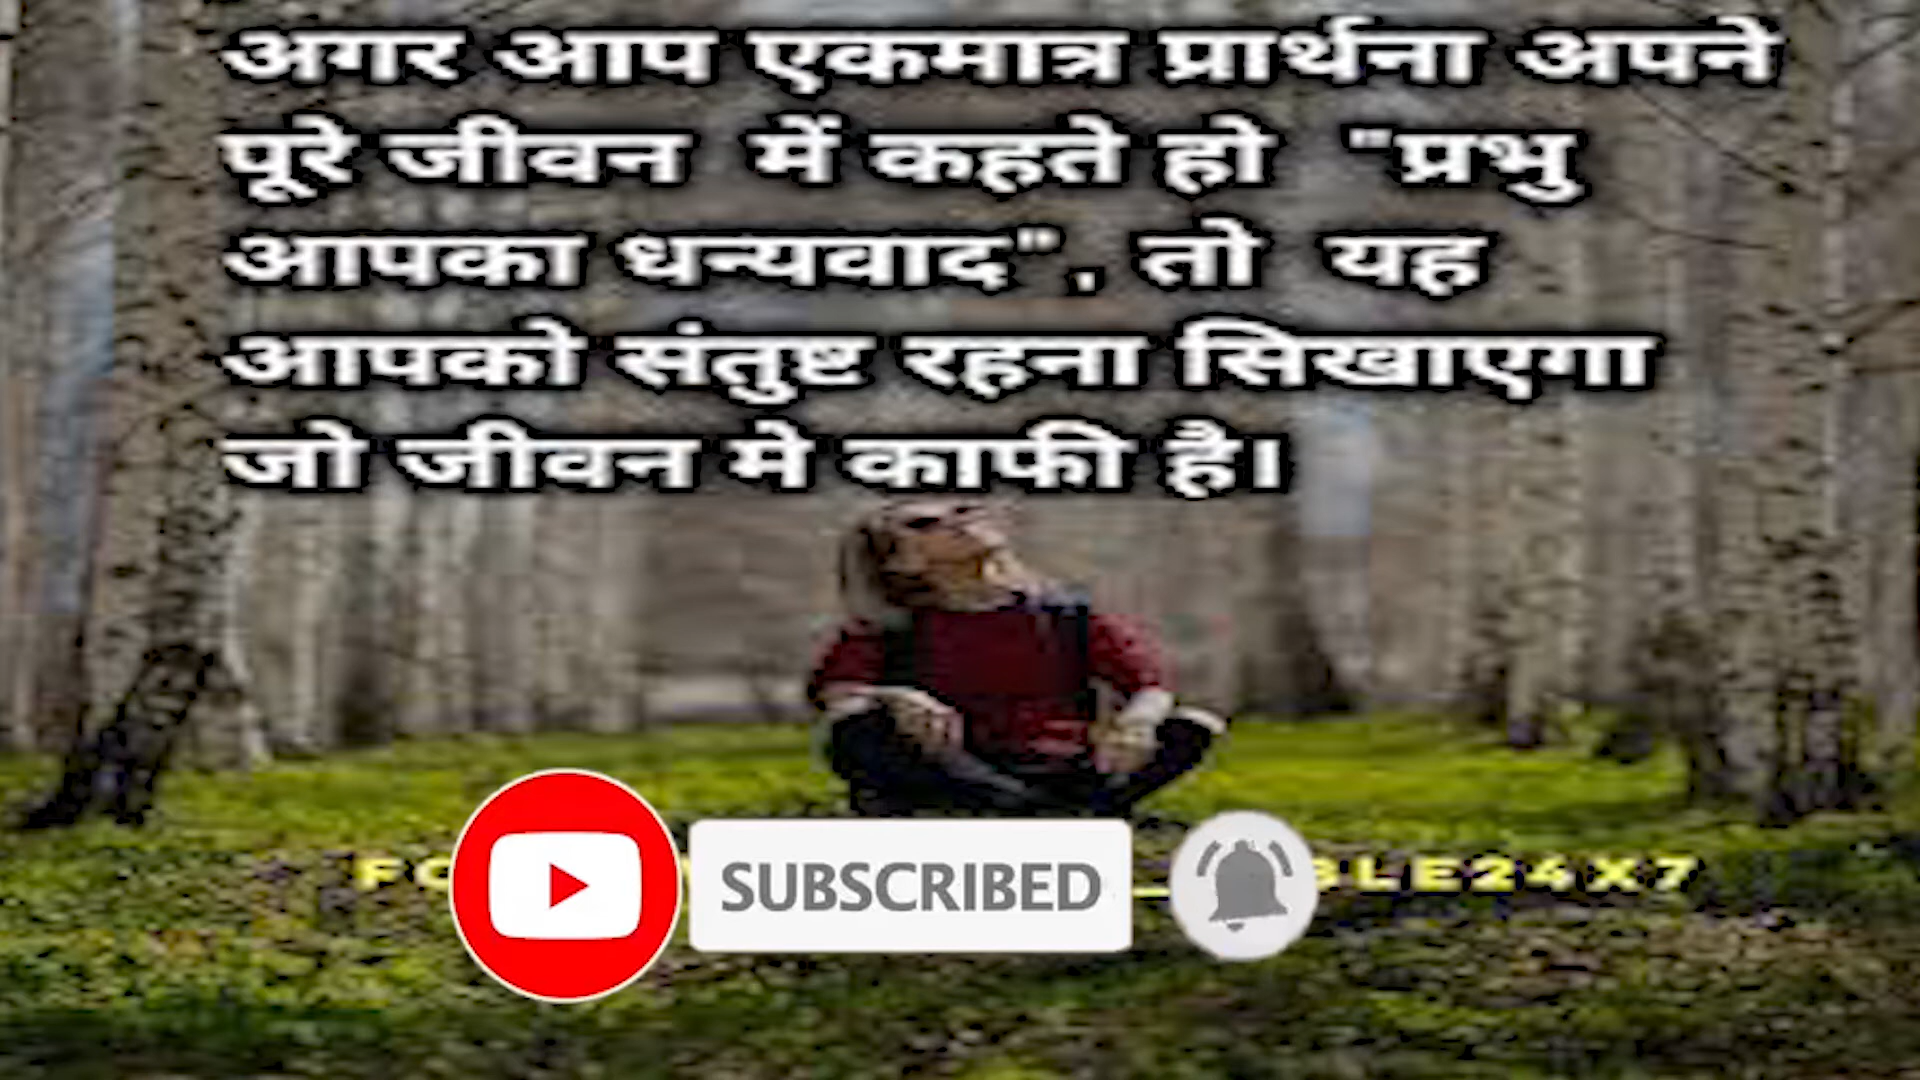 अगर आप एकमात्र प्रार्थना अपने
पूरे जीवन में कहते हो "प्रभु
आपका धन्यवाद", तो यह
आपको संतुष्ट रहना सिखाएगा
जो जीवन मे काफी है।
SUBSCRIBED